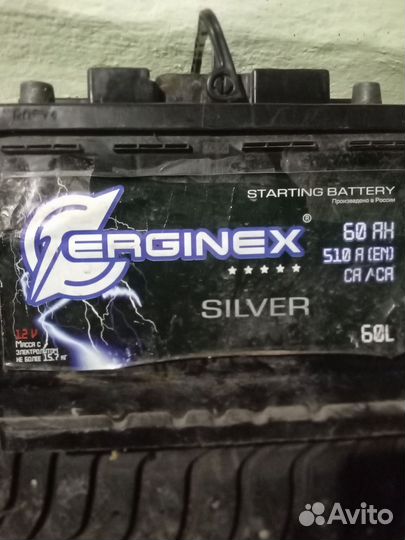 STARTING BATTERY
Произведено в России
ERGINEX®
60 AH
510 A (EN)
CA/CA
SILVER
60L
12 V
Масса с
электролитом
не более 15.7 кг
Avito